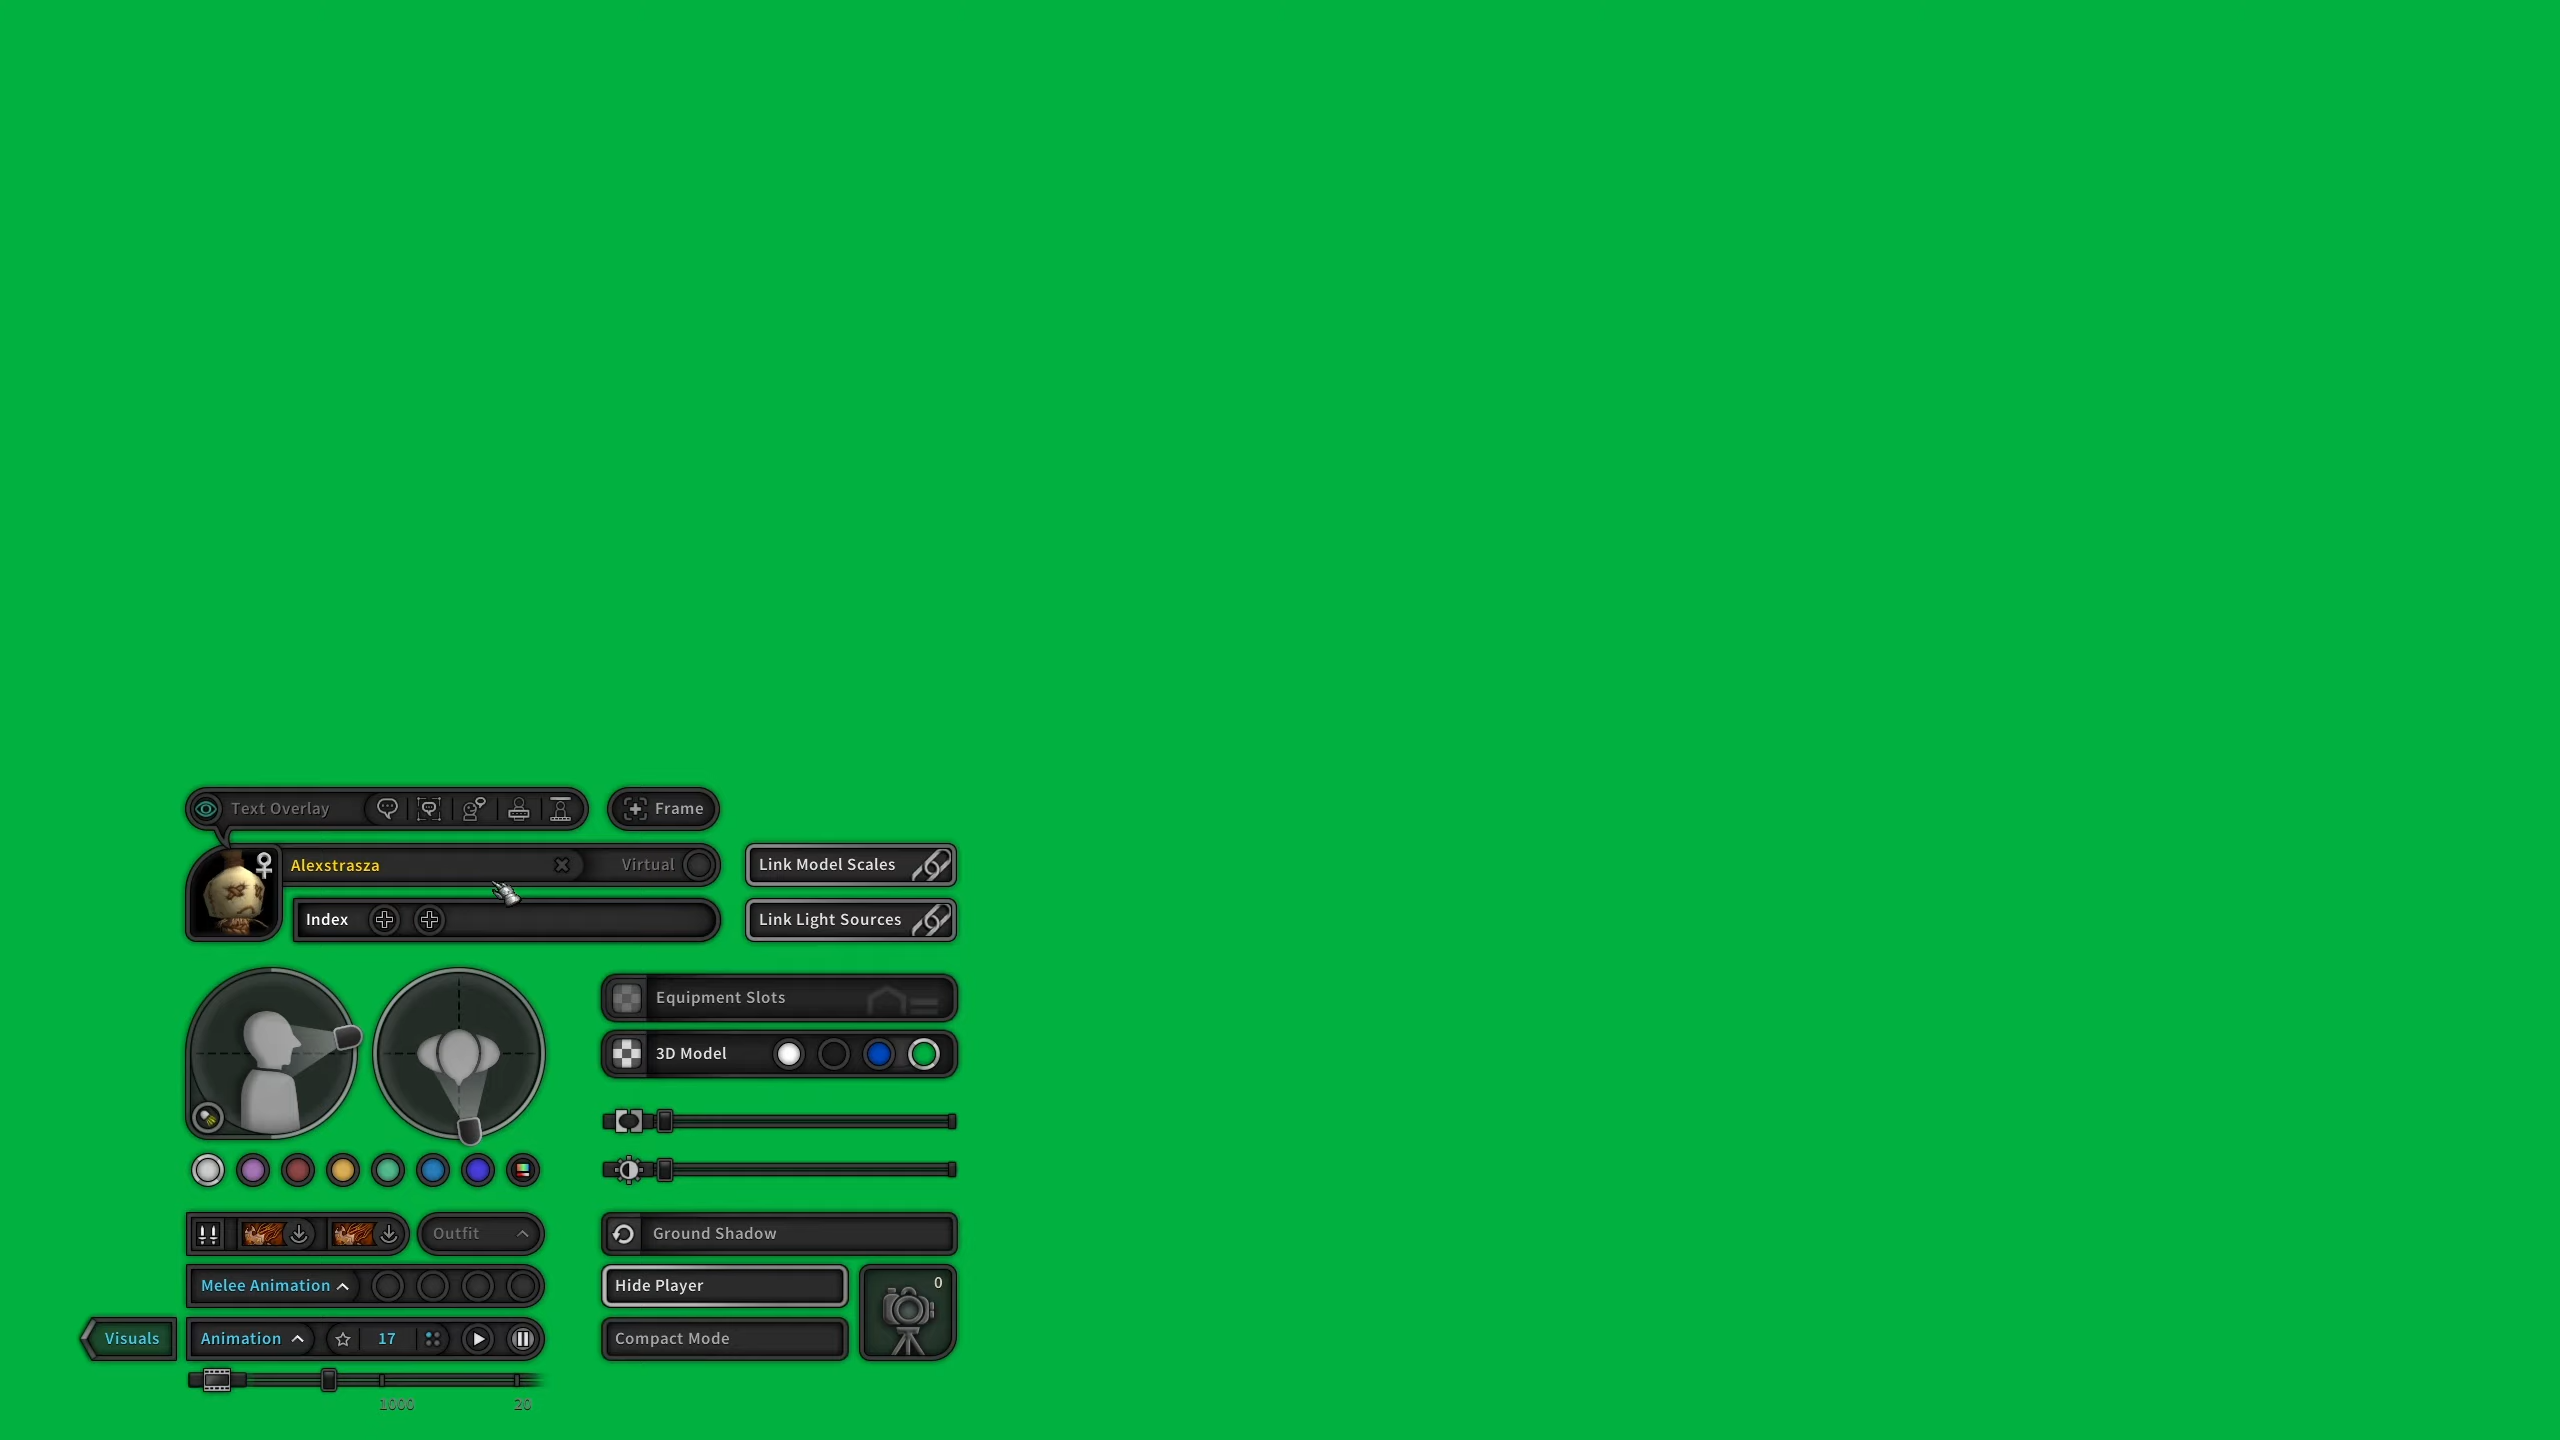 Text Overlay
Frame
Alexstrasza
Virtual
Link Model Scales
Index
Link Light Sources
Equipment Slots
3D Model
Outfit
Ground Shadow
Melee Animation
Hide Player
0
Visuals
Animation
17
Compact Mode
1000
20